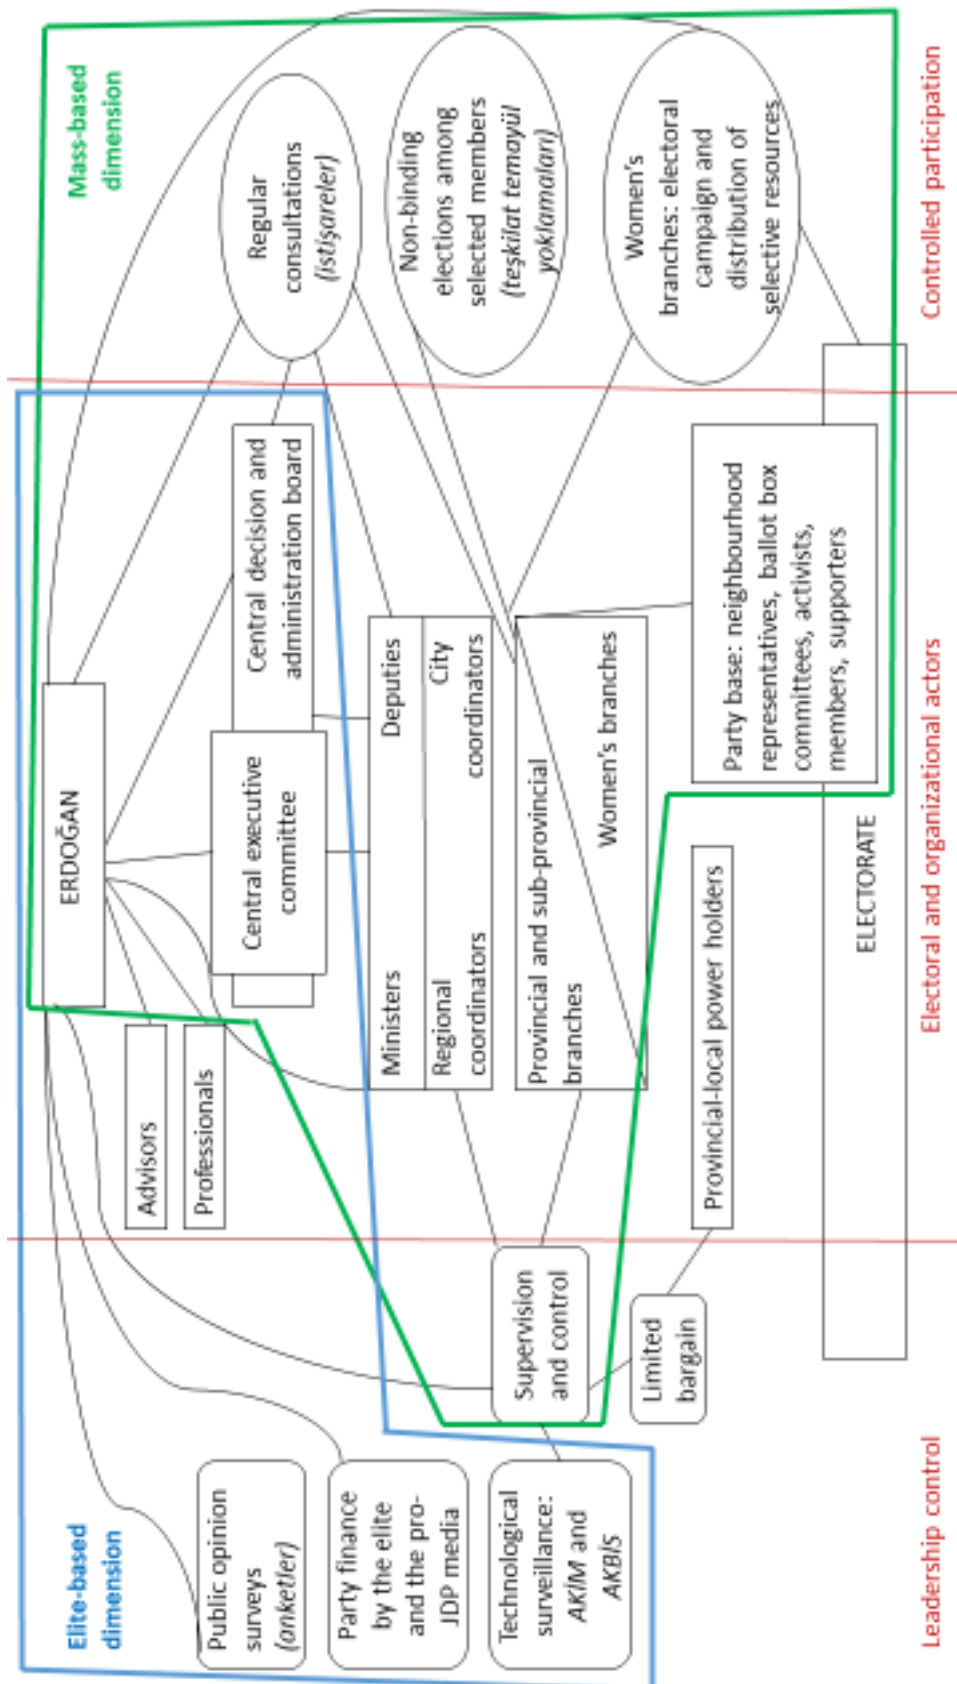 Elite-based
dimension
Mass-based
dimension
ERDOĞAN
Advisors
Professionals
Public opinion
surveys
(anketler)
Party finance
by the elite
and the pro-
JDP media
Technological
surveillance:
AKIM and
AKBIS
Supervision
and control
Limited
bargain
Central executive
committee
Central decision and
administration board
Ministers
Deputies
Regional
coordinators
City
coordinators
Provincial and sub-provincial
branches
Women's branches
Provincial-local power holders
Party base: neighbourhood
representatives, ballot box
committees, activists,
members, supporters
ELECTORATE
Regular
consultations
(istişareler)
Non-binding
elections among
selected members
(teşkilat temayül
yoklamaları)
Women's
branches: electoral
campaign and
distribution of
selective resources
Leadership control
Electoral and organizational actors
Controlled participation